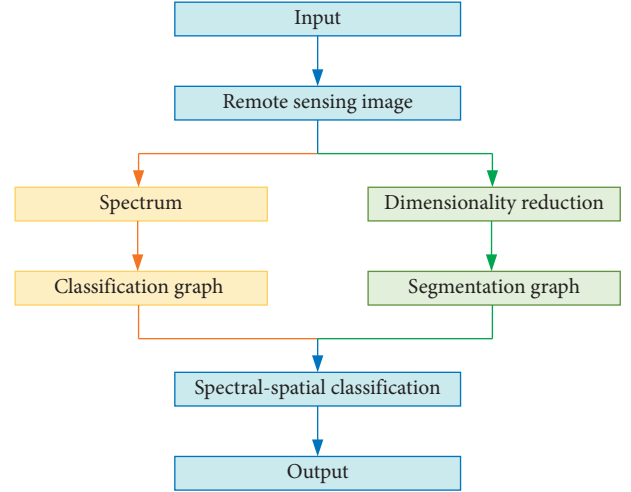 Input
Remote sensing image
Spectrum
Dimensionality reduction
Classification graph
Segmentation graph
Spectral-spatial classification
Output